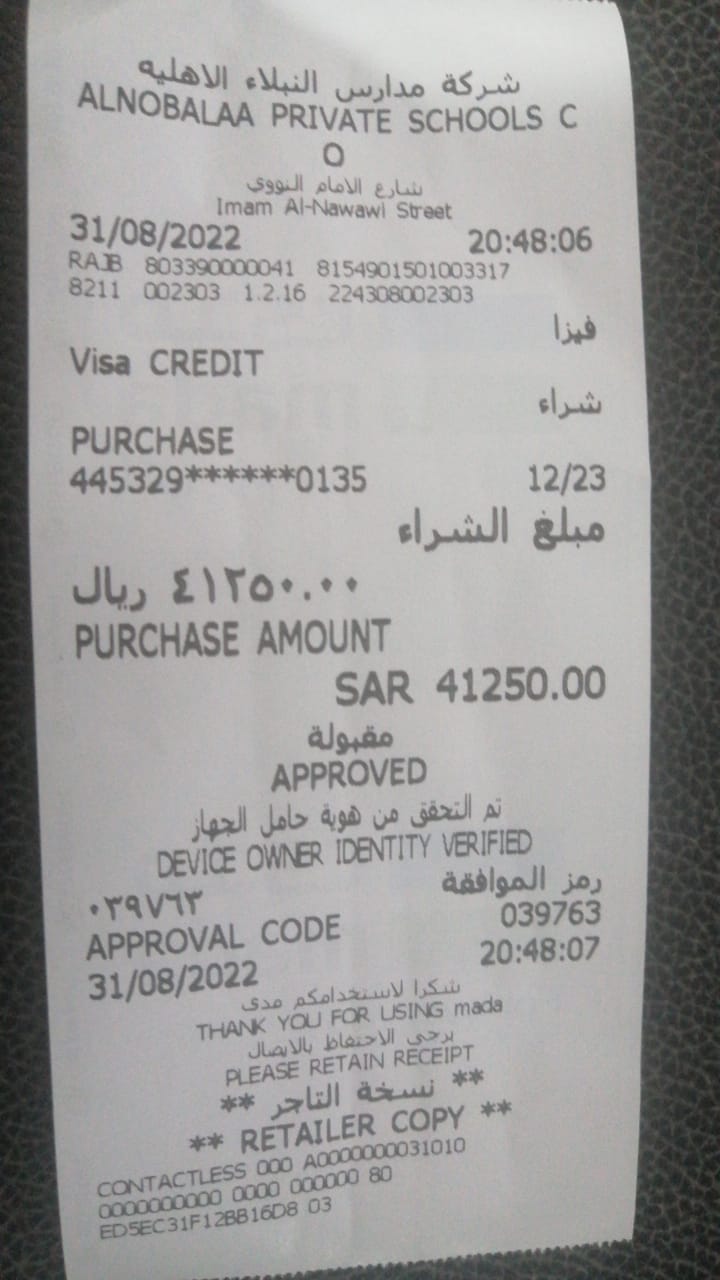 شركة مدارس النبلاء الاهليه
ALNOBALAA PRIVATE SCHOOLS C
O
شارع الامام النووي
Imam Al-Nawawi Street
31/08/2022 20:48:06
RAJB 803390000041 8154901501003317
8211 002303 1.2.16 224308002303
فيزا
Visa CREDIT
شراء
PURCHASE
445329******0135 12/23
مبلغ الشراء
٤١٢٥٠.٠٠ ريال
PURCHASE AMOUNT
SAR 41250.00
مقبولة
APPROVED
تم التحقق من هوية حامل الجهاز
DEVICE OWNER IDENTITY VERIFIED
رمز الموافقة
٠٣٩٧٦٣
APPROVAL CODE 039763
31/08/2022 20:48:07
شكرا لاستخدامكم مدى
THANK YOU FOR USING mada
يرجى الاحتفاظ بالايصال
PLEASE RETAIN RECEIPT
** نسخة التاجر **
** RETAILER COPY **
CONTACTLESS 000 A0000000031010
0000000000 0000 000000 80
ED5EC31F12BB16D8 03